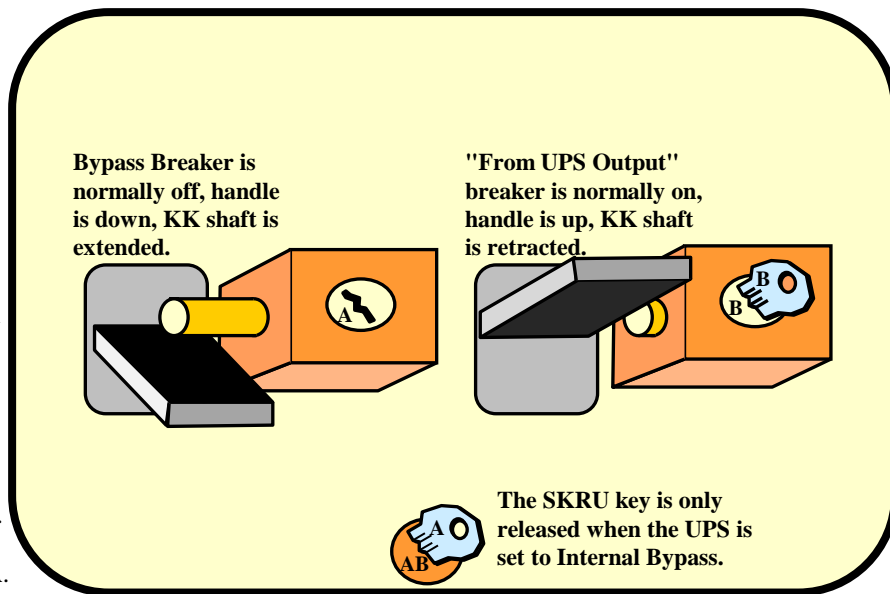 Bypass Breaker is
normally off, handle
is down, KK shaft is
extended.
"From UPS Output"
breaker is normally on,
handle is up, KK shaft
is retracted.
A
B
B
A
AB
The SKRU key is only
released when the UPS is
set to Internal Bypass.